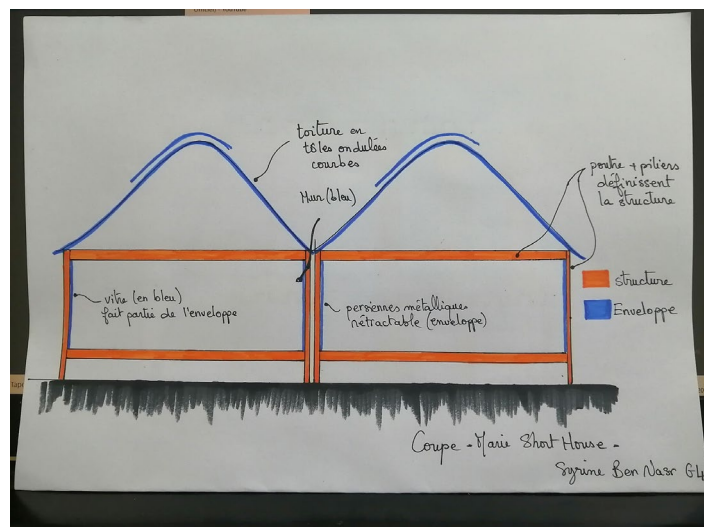 toiture en
tôles ondulées
courbes
Mur (bleu)
poutre + piliers
définissent
la structure
vitre (en bleu)
fait partie de l'enveloppe
persiennes métalliques
rétractable (enveloppe)
structure
Enveloppe
Coupe - Marie Short House -
Syrine Ben Nasr G4